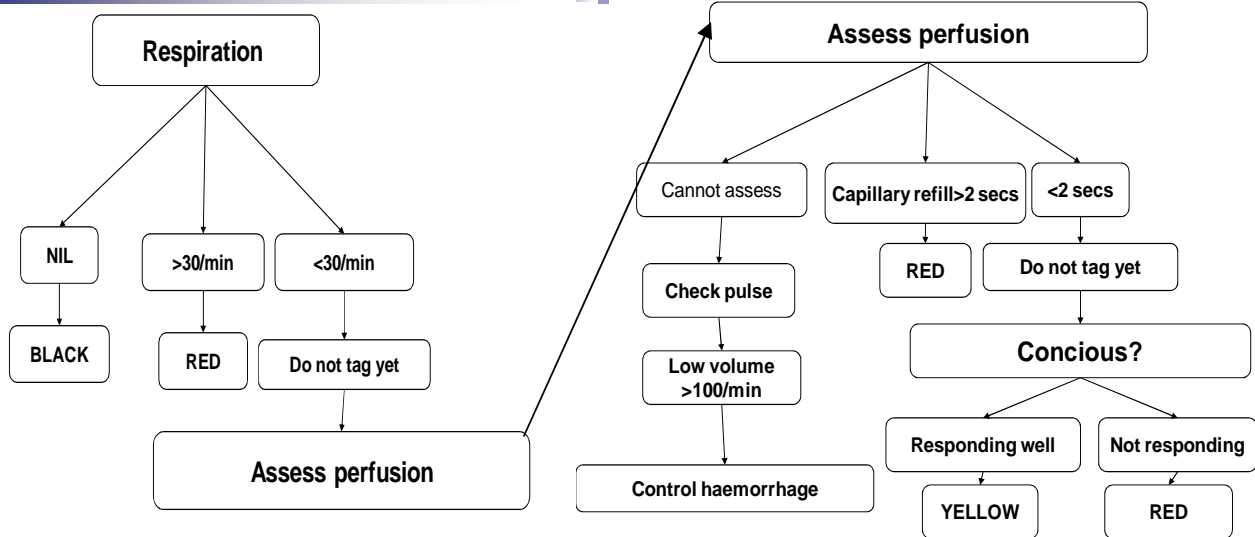 Respiration
NIL
>30/min
<30/min
BLACK
RED
Do not tag yet
Assess perfusion
Assess perfusion
Cannot assess
Capillary refill>2 secs
<2 secs
Check pulse
RED
Do not tag yet
Low volume
>100/min
Concious?
Control haemorrhage
Responding well
Not responding
YELLOW
RED